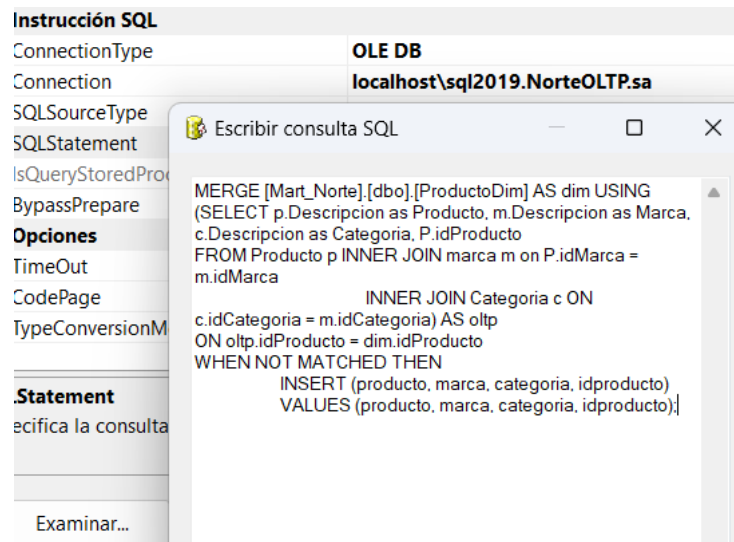 Instrucción SQL
ConnectionType OLE DB
Connection localhost\sql2019.NorteOLTP.sa
SQLSourceType
SQLStatement
IsQueryStoredProc
BypassPrepare
Opciones
TimeOut
CodePage
TypeConversionM
.Statement
ecifica la consulta
Examinar...
Escribir consulta SQL
MERGE [Mart_Norte].[dbo].[ProductoDim] AS dim USING
(SELECT p.Descripcion as Producto, m.Descripcion as Marca,
c.Descripcion as Categoria, P.idProducto
FROM Producto p INNER JOIN marca m on P.idMarca =
m.idMarca
INNER JOIN Categoria c ON
c.idCategoria = m.idCategoria) AS oltp
ON oltp.idProducto = dim.idProducto
WHEN NOT MATCHED THEN
INSERT (producto, marca, categoria, idproducto)
VALUES (producto, marca, categoria, idproducto);